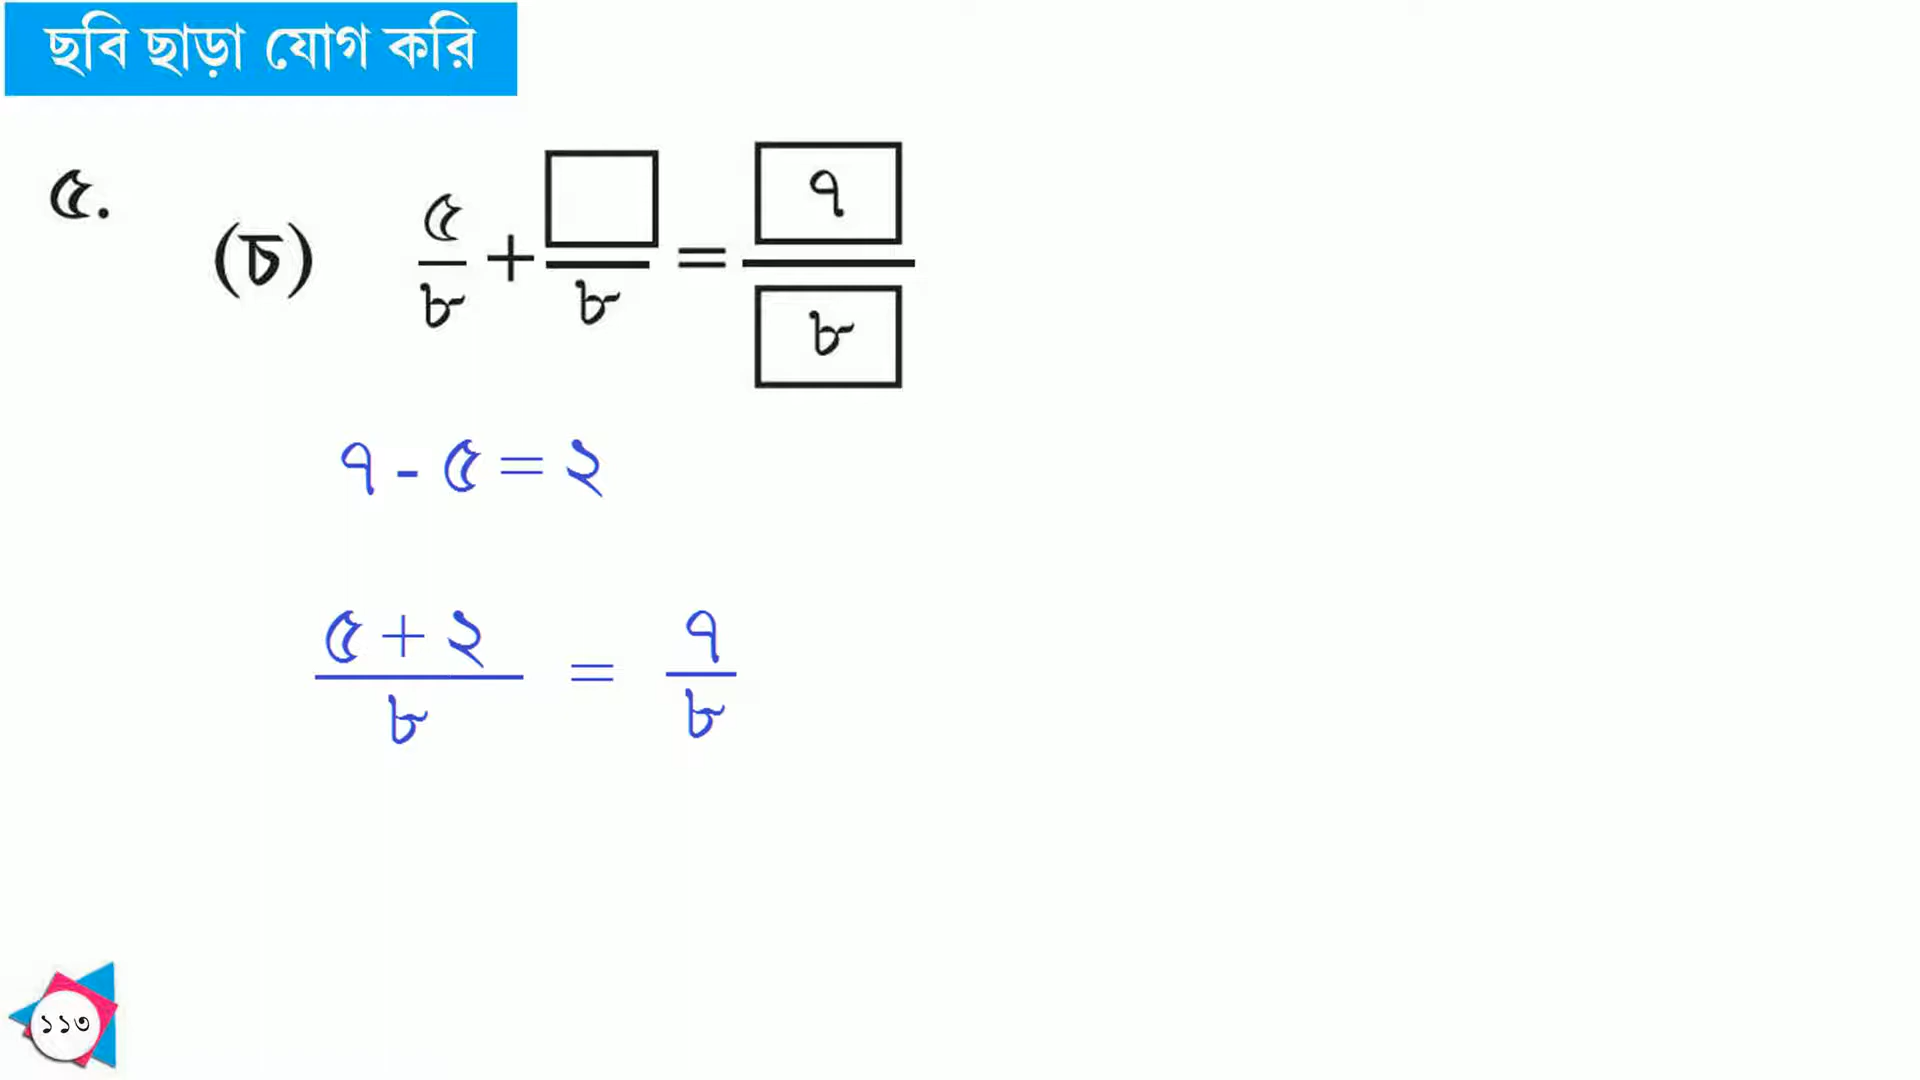 ছবি ছাড়া যোগ করি
৫.
(চ) ৫/৮ + □/৮ = ৭/৮
৭ - ৫ = ২
৫ + ২/৮ = ৭/৮
১১৩